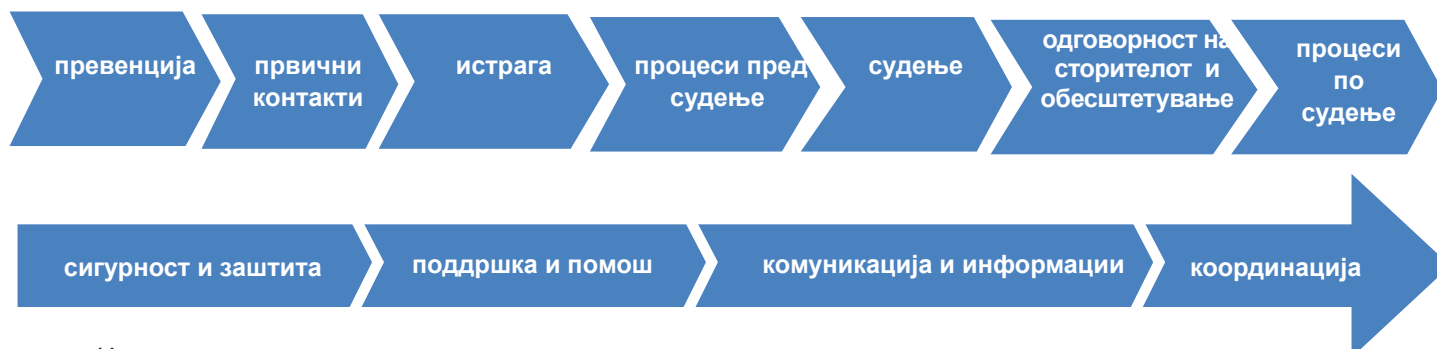 превенција
првични
контакти
истрага
процеси пред
судење
судење
одговорност на
сторителот и
обесштетување
процеси
по
судење
сигурност и заштита
поддршка и помош
комуникација и информации
координација